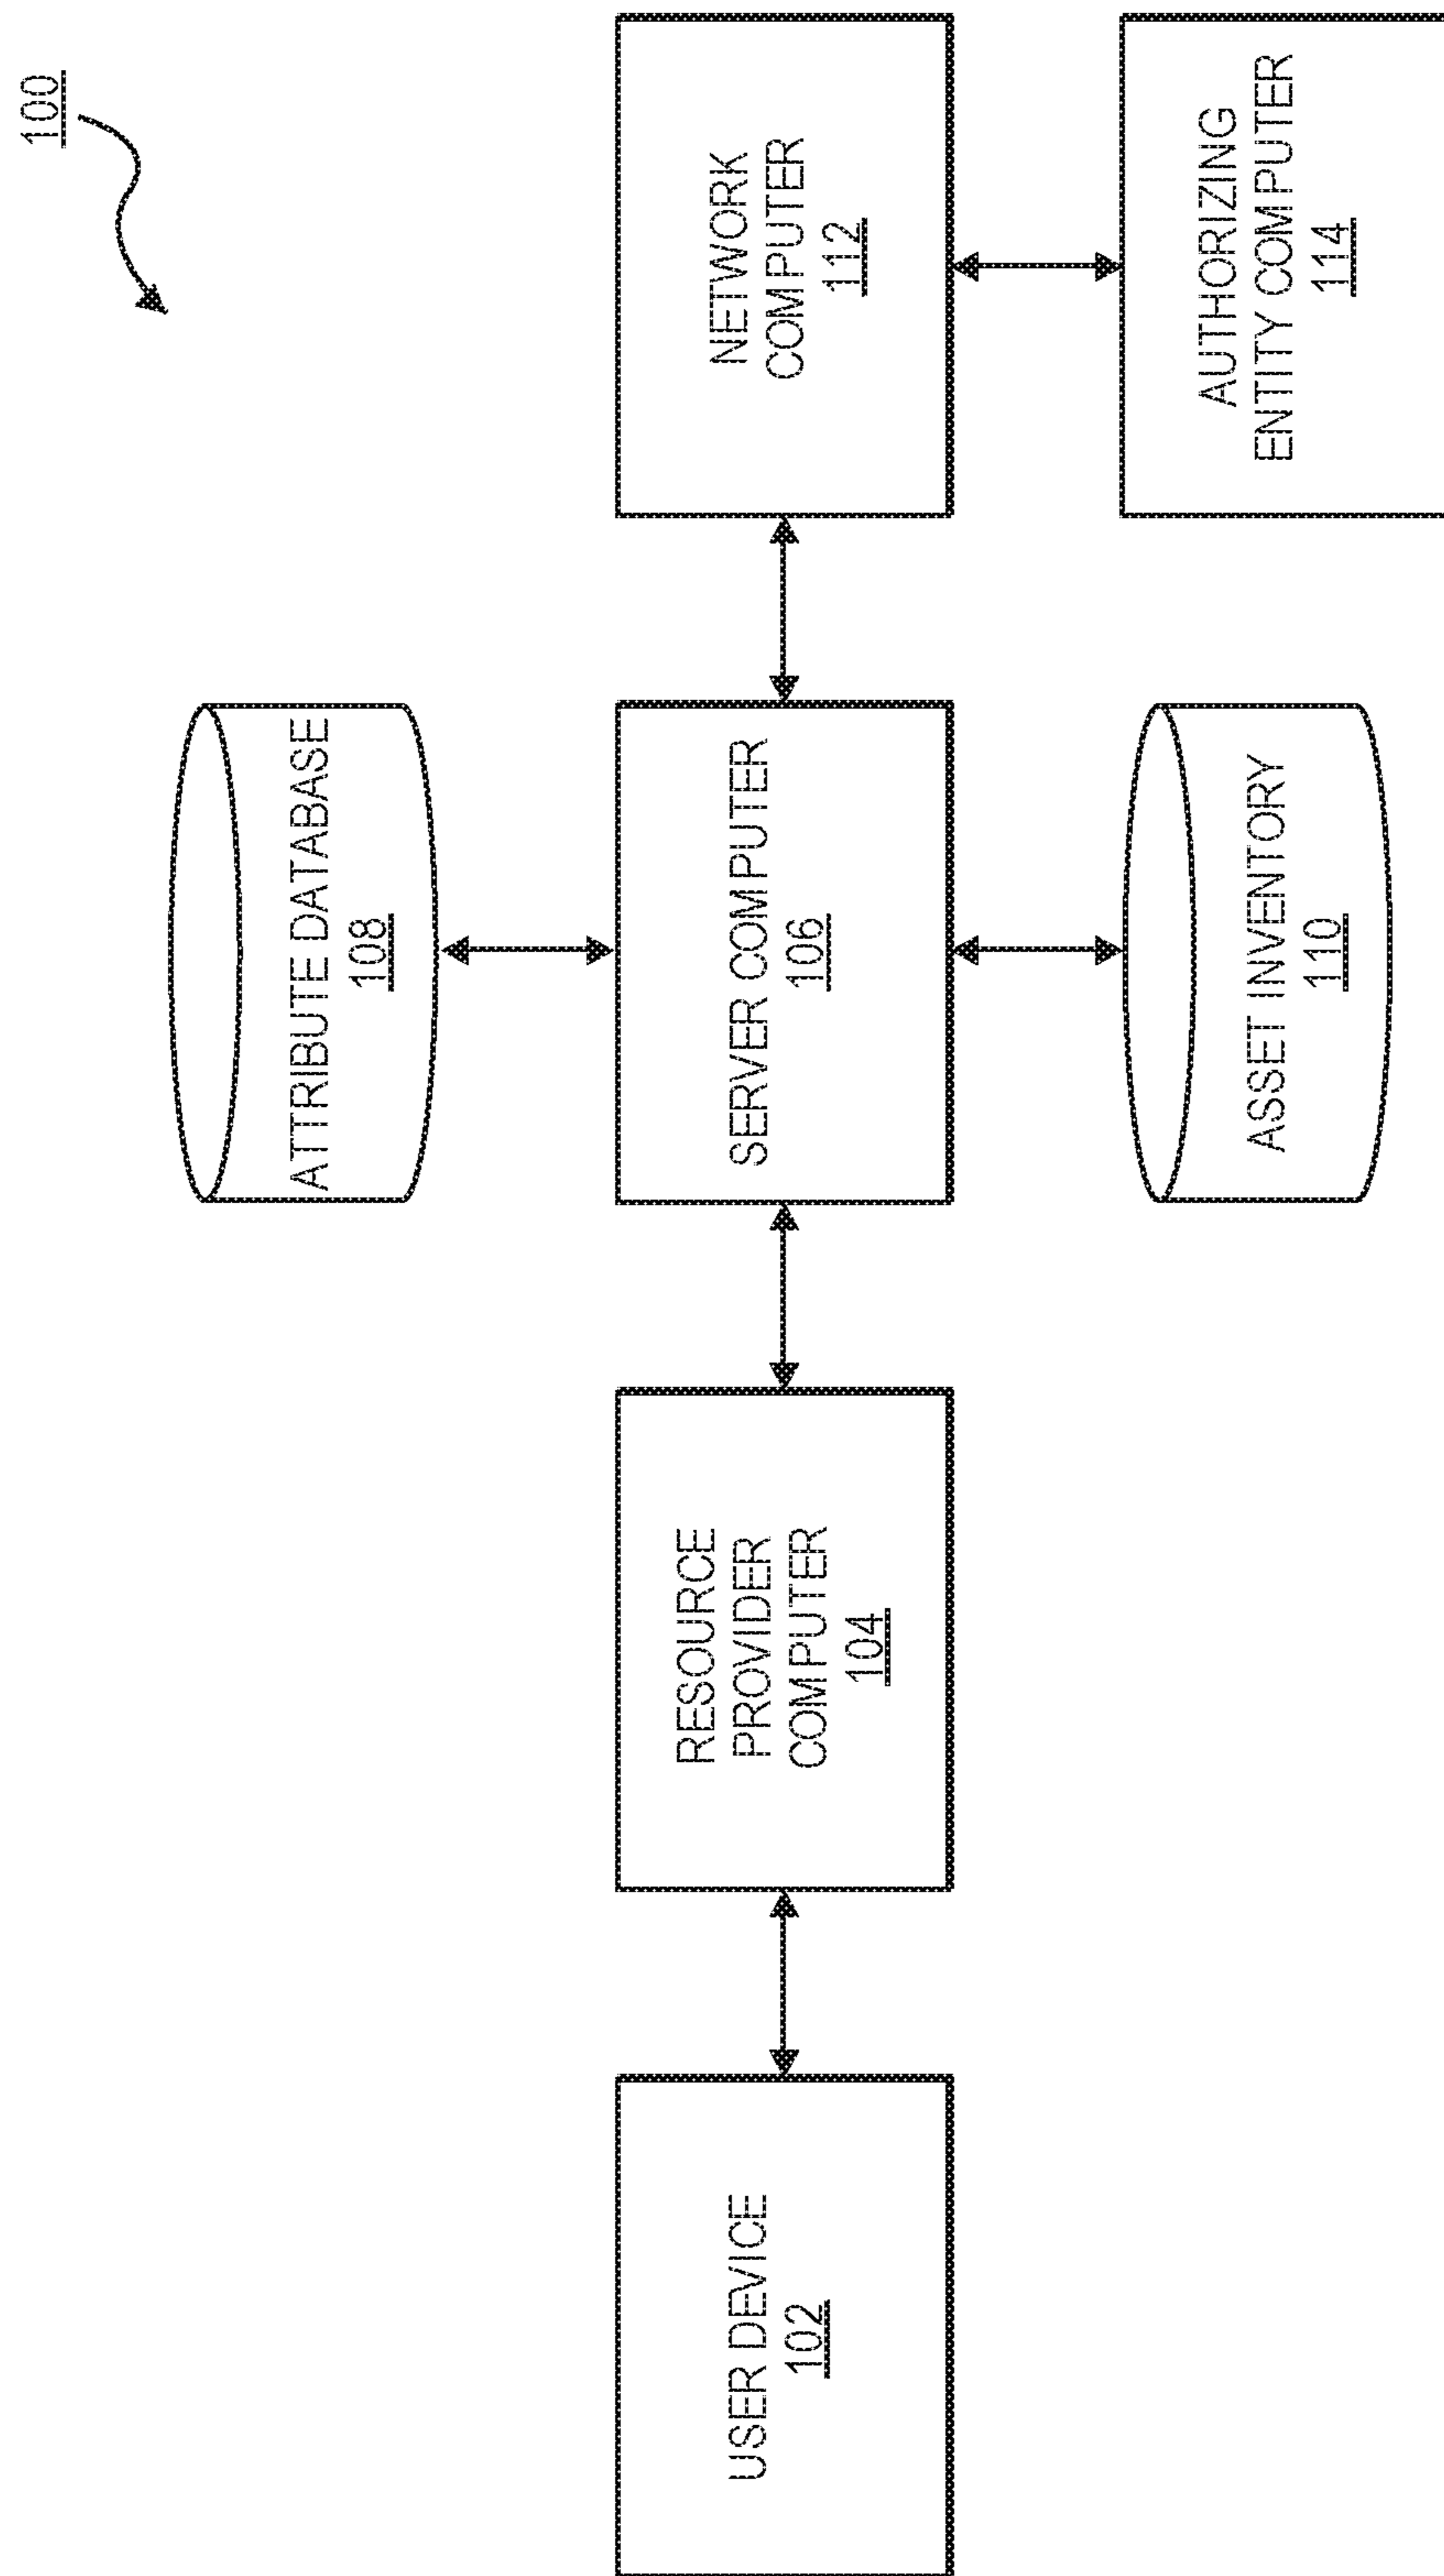 100
ATTRIBUTE DATABASE
108
USER DEVICE
102
RESOURCE
PROVIDER
COMPUTER
104
SERVER COMPUTER
106
NETWORK
COMPUTER
112
ASSET INVENTORY
110
AUTHORIZING
ENTITY COMPUTER
114